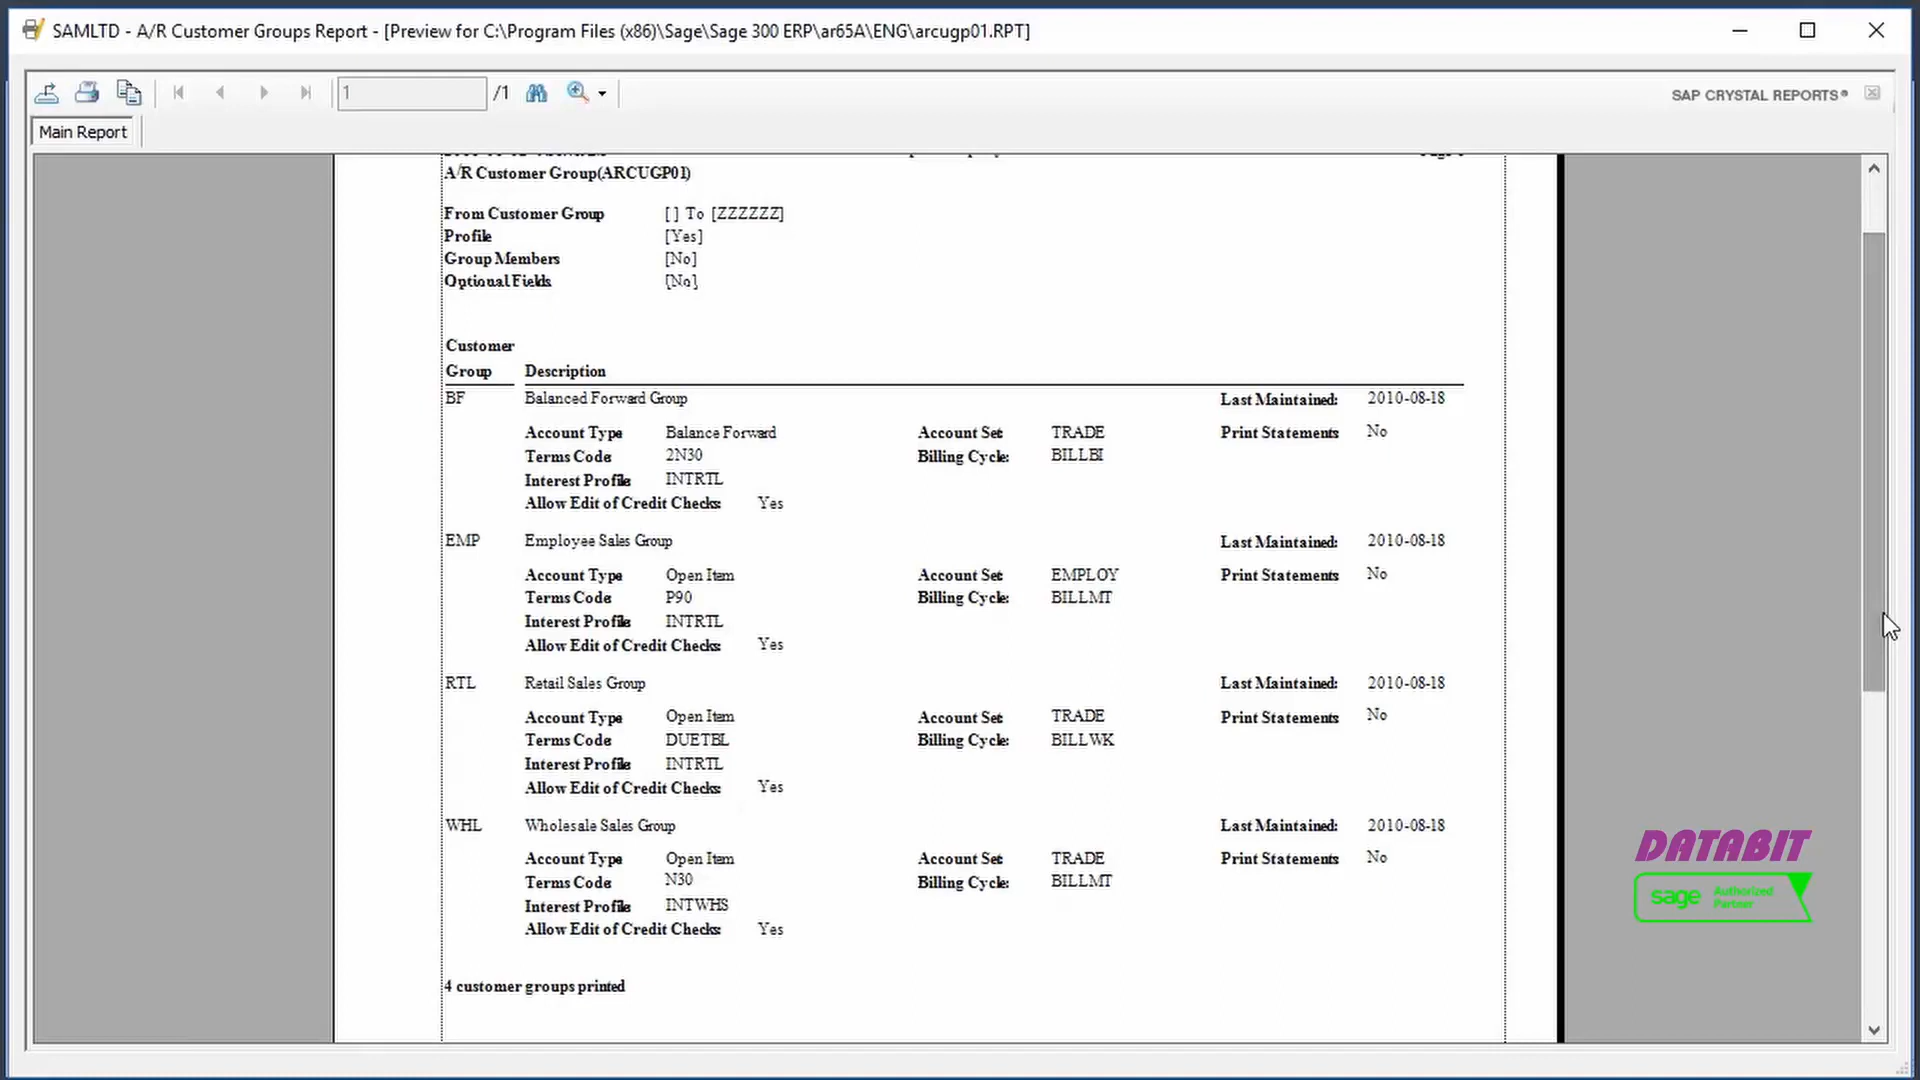 SAMLTD - A/R Customer Groups Report - [Preview for C:\Program Files (x86)\Sage\Sage 300 ERP\ar65A\ENG\arcugp01.RPT]
1 /1 SAP CRYSTAL REPORTS®
Main Report
A/R Customer Group(ARCUGP01)
From Customer Group [ ] To [ZZZZZZ]
Profile [Yes]
Group Members [No]
Optional Fields [No]
Customer
Group Description
BF Balanced Forward Group Last Maintained: 2010-08-18
Account Type Balance Forward Account Set TRADE Print Statements No
Terms Code 2N30 Billing Cycle: BILLBI
Interest Profile INTRTL
Allow Edit of Credit Checks: Yes
EMP Employee Sales Group Last Maintained: 2010-08-18
Account Type Open Item Account Set EMPLOY Print Statements No
Terms Code P90 Billing Cycle: BILLMT
Interest Profile INTRTL
Allow Edit of Credit Checks: Yes
RTL Retail Sales Group Last Maintained: 2010-08-18
Account Type Open Item Account Set TRADE Print Statements No
Terms Code DUETBL Billing Cycle: BILLWK
Interest Profile INTRTL
Allow Edit of Credit Checks: Yes
WHL Wholesale Sales Group Last Maintained: 2010-08-18
Account Type Open Item Account Set TRADE Print Statements No
Terms Code N30 Billing Cycle: BILLMT
Interest Profile INTWHS
Allow Edit of Credit Checks: Yes
4 customer groups printed
DATABIT
sage Authorized
Partner